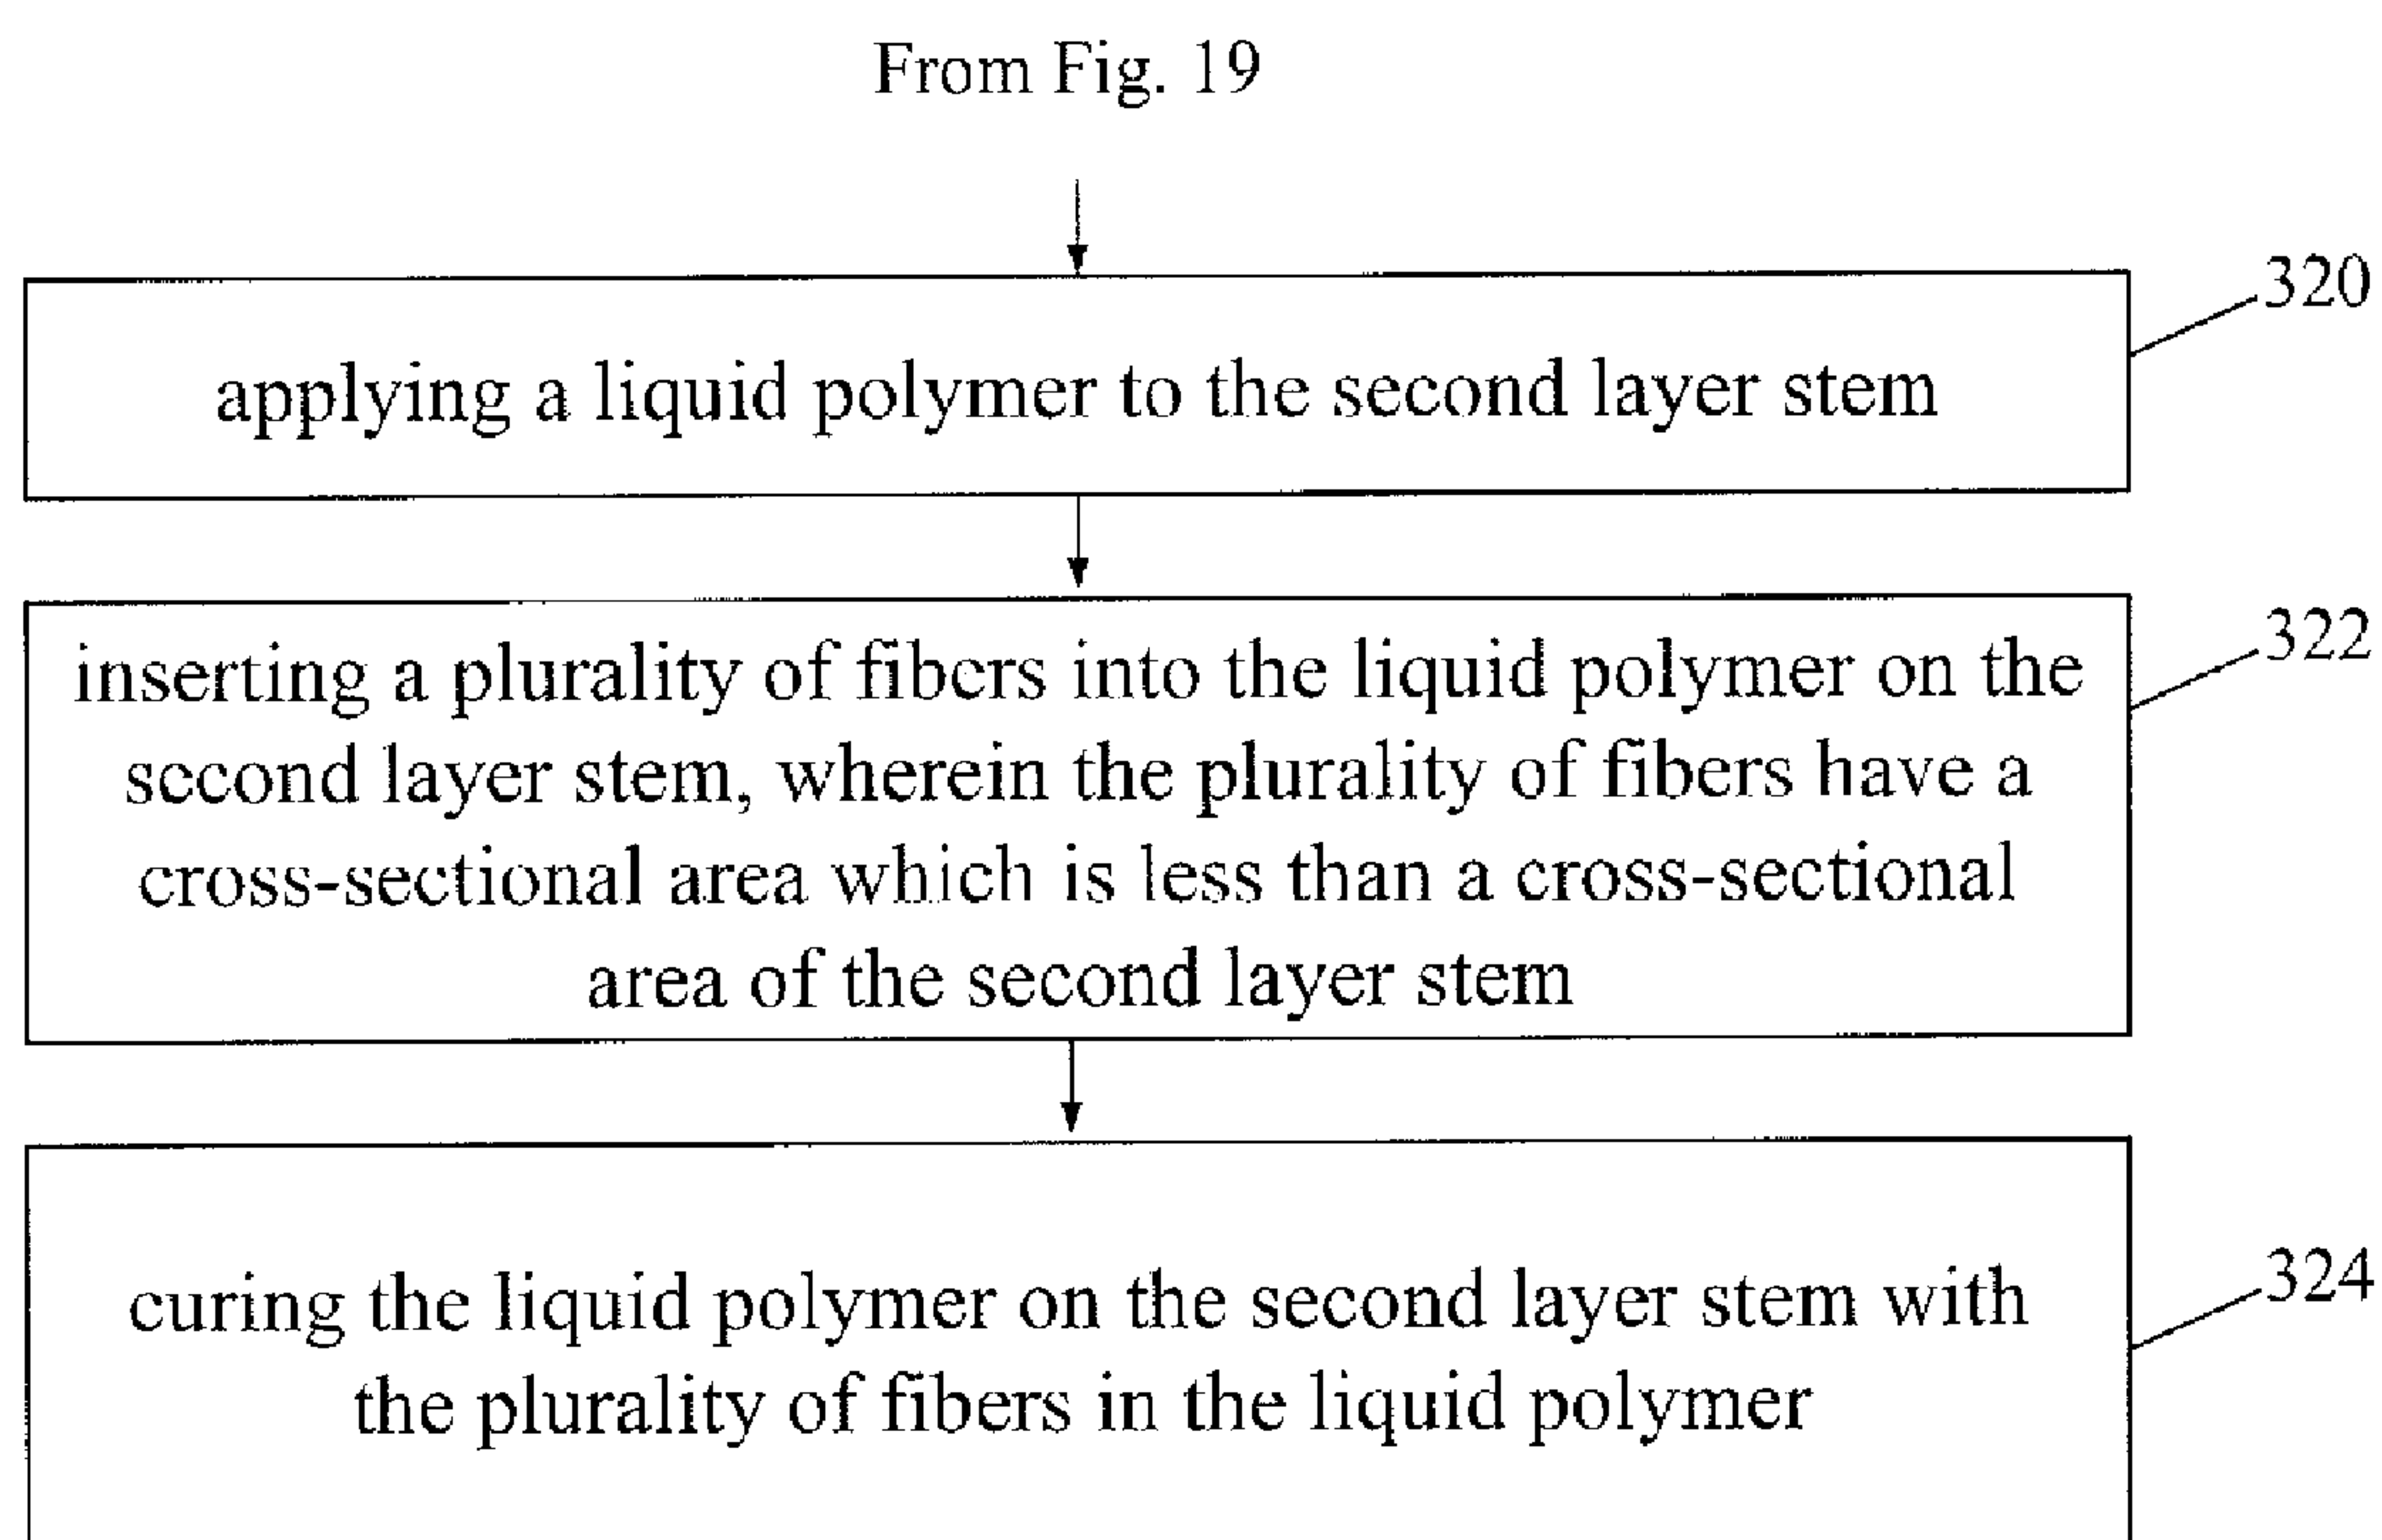 From Fig. 19
320
applying a liquid polymer to the second layer stem
322
inserting a plurality of fibers into the liquid polymer on the
second layer stem, wherein the plurality of fibers have a
cross-sectional area which is less than a cross-sectional
area of the second layer stem
324
curing the liquid polymer on the second layer stem with
the plurality of fibers in the liquid polymer